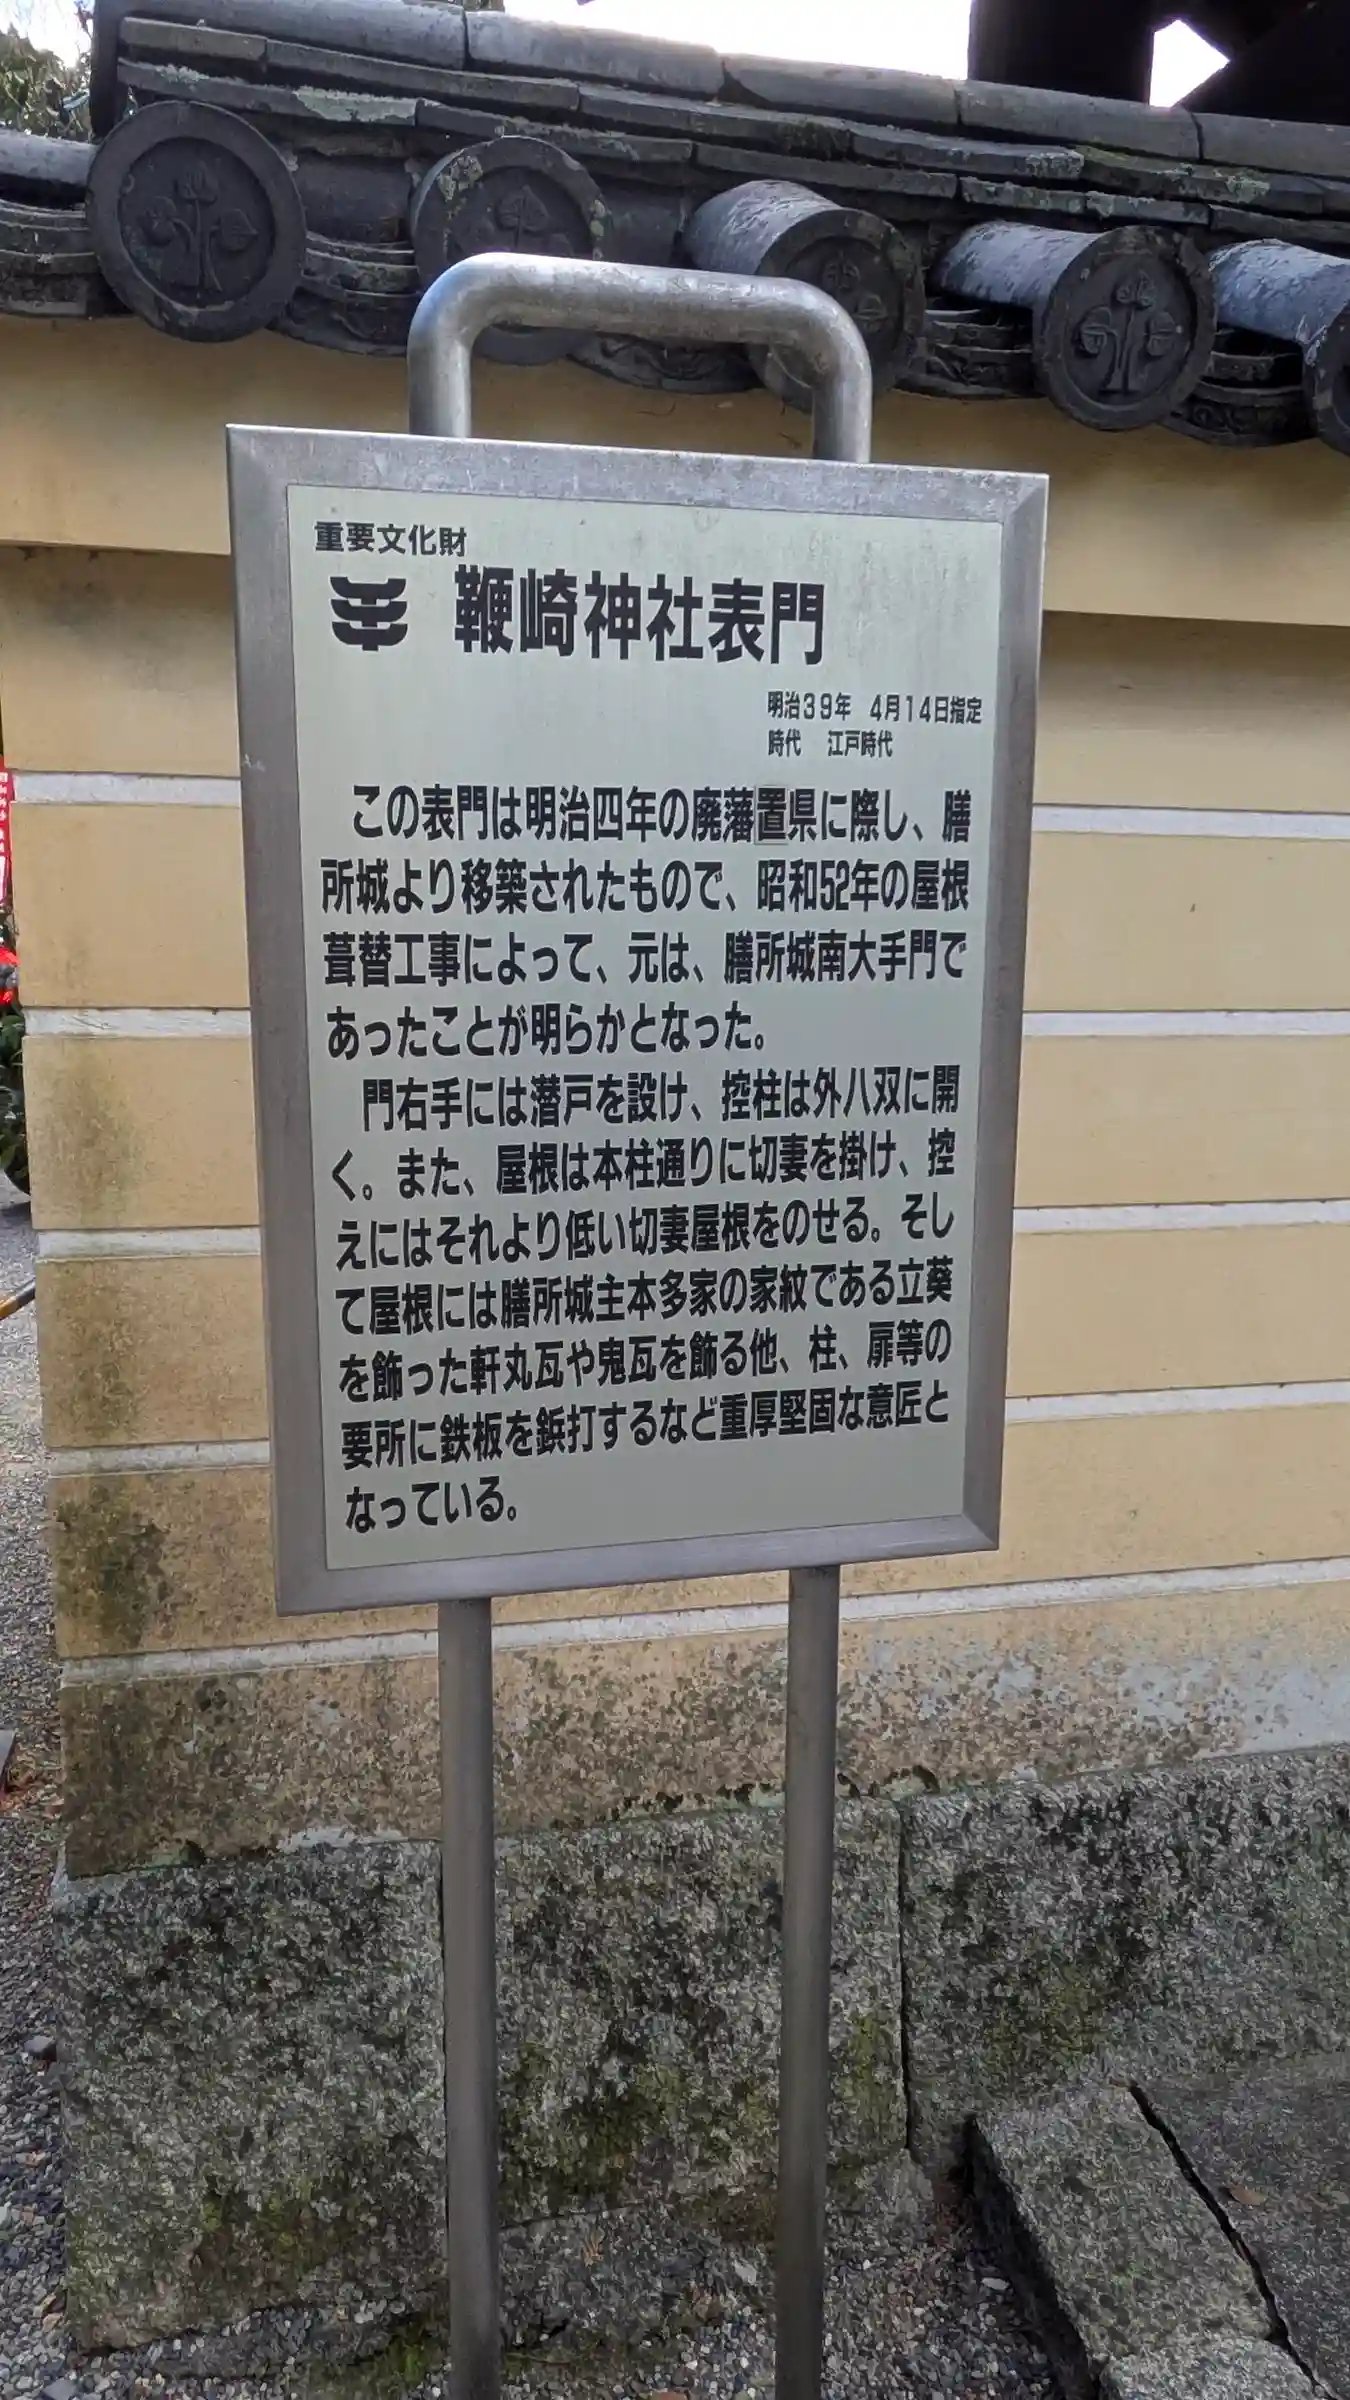 重要文化財
鞭崎神社表門
明治39年 4月14日指定
時代 江戸時代
この表門は明治四年の廃藩置県に際し、膳
所城より移築されたもので、昭和52年の屋根
葺替工事によって、元は、膳所城南大手門で
あったことが明らかとなった。
門右手には潜戸を設け、控柱は外八双に開
く。また、屋根は本柱通りに切妻を掛け、控
えにはそれより低い切妻屋根をのせる。そし
て屋根には膳所城主本多家の家紋である立葵
を飾った軒丸瓦や鬼瓦を飾る他、柱、扉等の
要所に鉄板を鋲打するなど重厚堅固な意匠と
なっている。